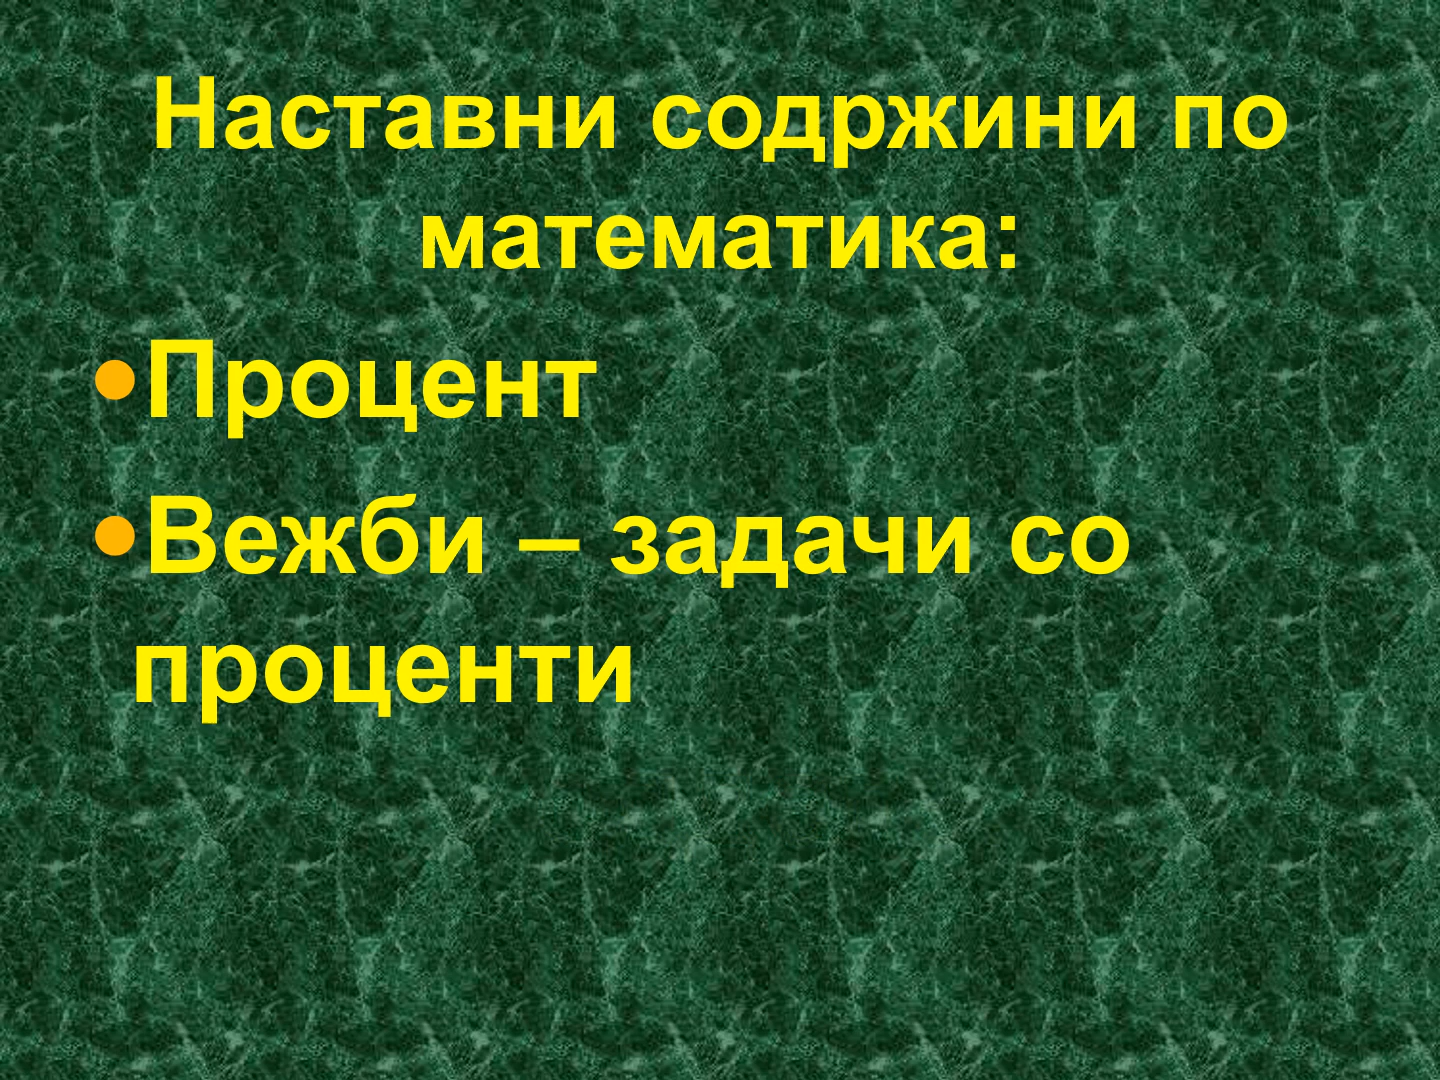 Наставни содржини по
математика:
•Процент
•Вежби – задачи со
проценти